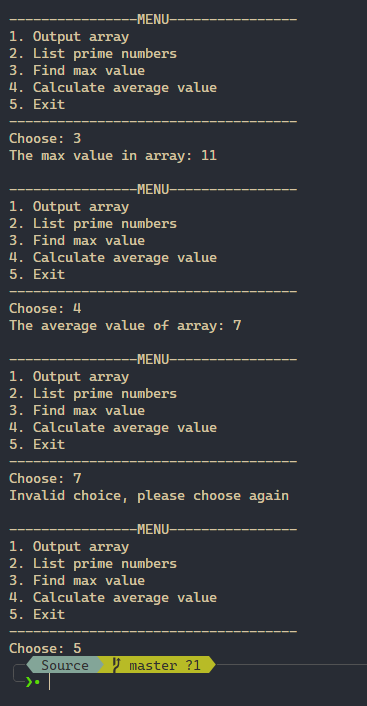 ----------------MENU----------------
1. Output array
2. List prime numbers
3. Find max value
4. Calculate average value
5. Exit
------------------------------------
Choose: 3
The max value in array: 11
----------------MENU----------------
1. Output array
2. List prime numbers
3. Find max value
4. Calculate average value
5. Exit
------------------------------------
Choose: 4
The average value of array: 7
----------------MENU----------------
1. Output array
2. List prime numbers
3. Find max value
4. Calculate average value
5. Exit
------------------------------------
Choose: 7
Invalid choice, please choose again
----------------MENU----------------
1. Output array
2. List prime numbers
3. Find max value
4. Calculate average value
5. Exit
------------------------------------
Choose: 5
Source master ?1